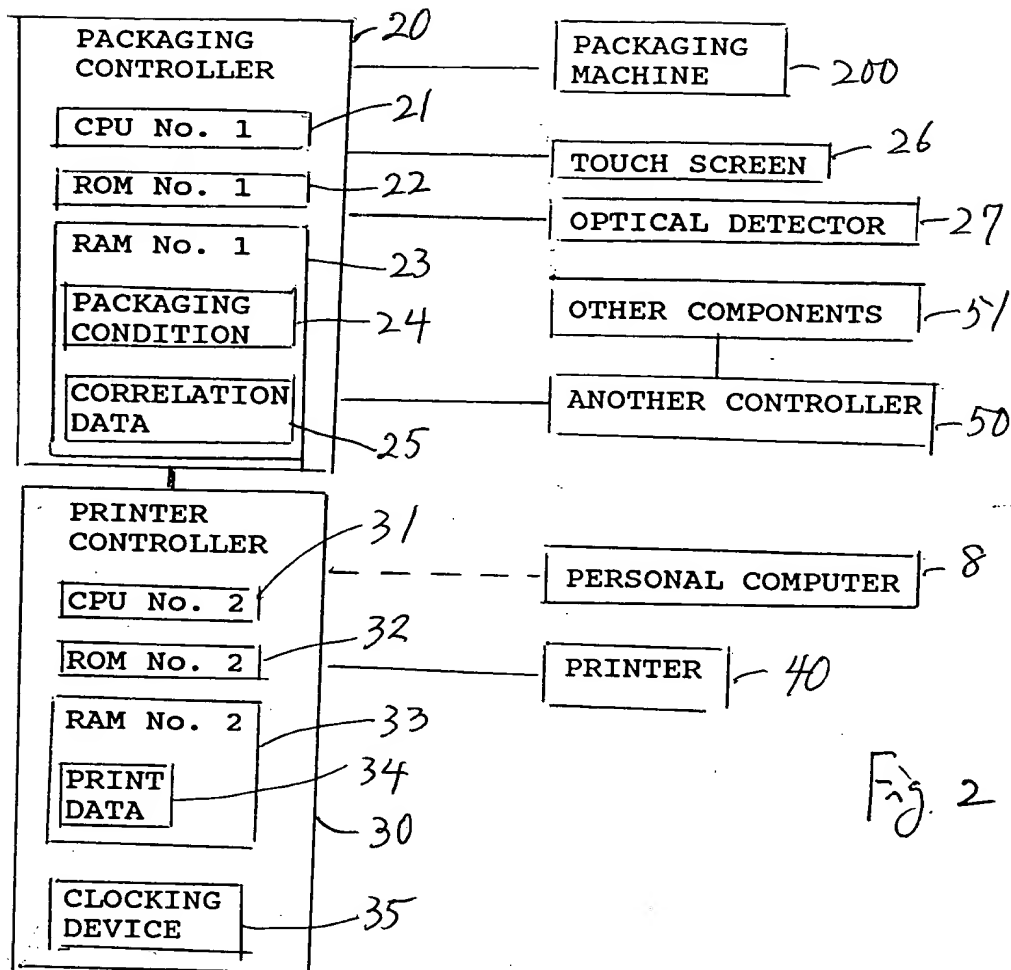 PACKAGING
CONTROLLER
20
CPU No. 1
21
ROM No. 1
22
RAM No. 1
23
PACKAGING
CONDITION
24
CORRELATION
DATA
25
PACKAGING
MACHINE
200
TOUCH SCREEN
26
OPTICAL DETECTOR
27
OTHER COMPONENTS
51
ANOTHER CONTROLLER
50
PRINTER
CONTROLLER
CPU No. 2
31
ROM No. 2
32
RAM No. 2
33
PRINT
DATA
34
30
CLOCKING
DEVICE
35
PERSONAL COMPUTER
8
PRINTER
40
Fig. 2